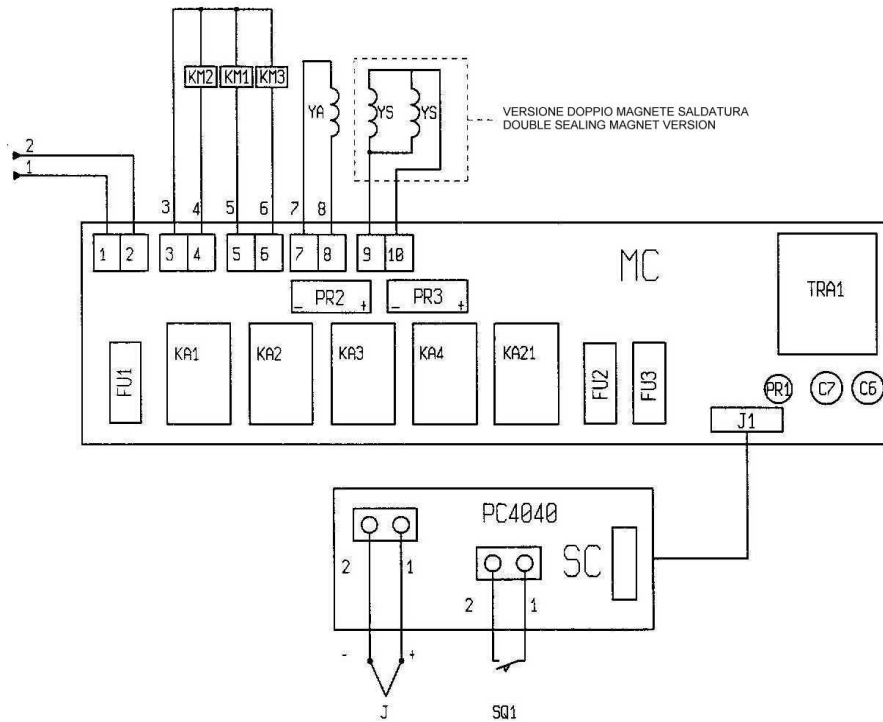 KM2 KM1 KM3
YA
YS YS
VERSIONE DOPPIO MAGNETE SALDATURA
DOUBLE SEALING MAGNET VERSION
2
1
3 4 5 6 7 8
1 2 3 4 5 6 7 8 9 10
MC
TRA1
- PR2 + - PR3 +
KA1 KA2 KA3 KA4 KA21
FU1 FU2 FU3
PR1 C7 C6
J1
PC4040
SC
2 1
2 1
- +
J SQ1